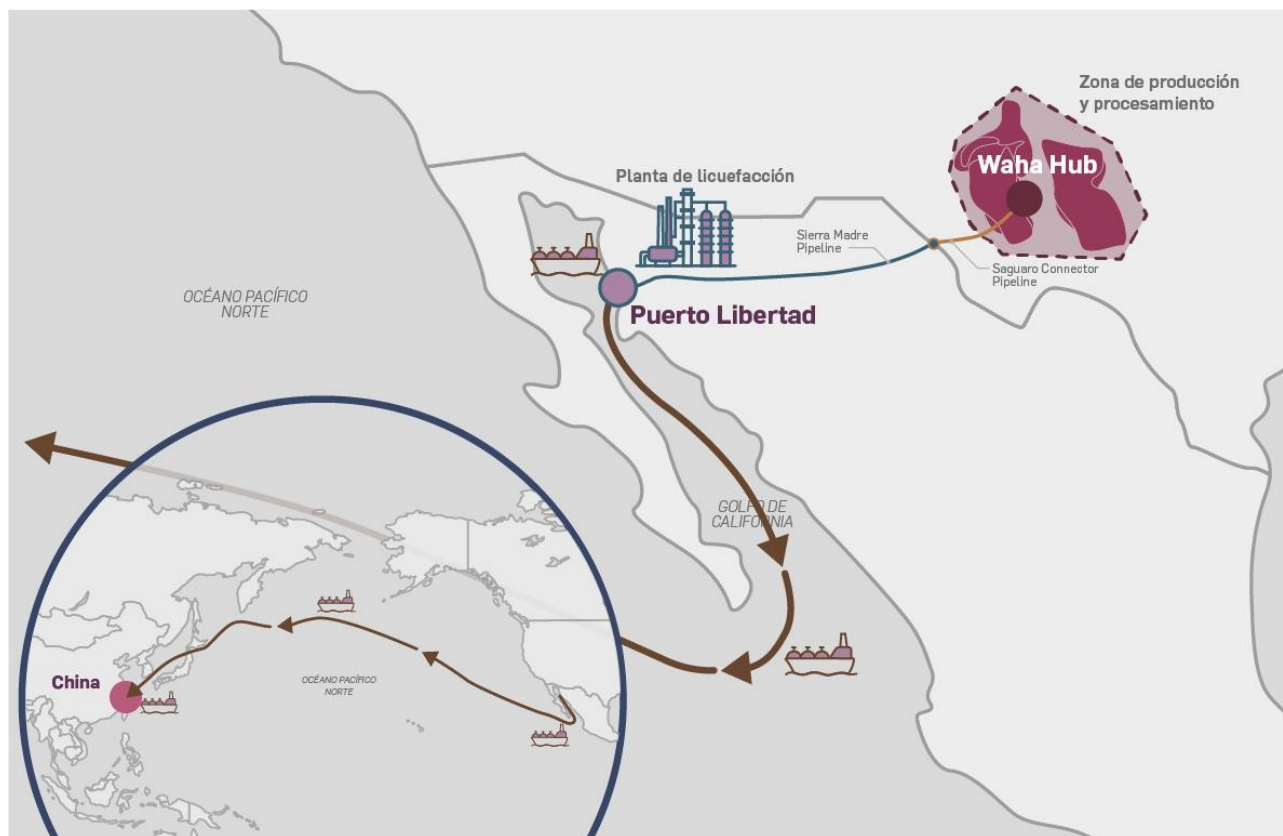 Zona de producción
y procesamiento
Waha Hub
Planta de licuefacción
Sierra Madre
Pipeline
Saguaro Connector
Pipeline
OCÉANO PACÍFICO
NORTE
Puerto Libertad
GOLFO DE
CALIFORNIA
China
OCÉANO PACÍFICO
NORTE